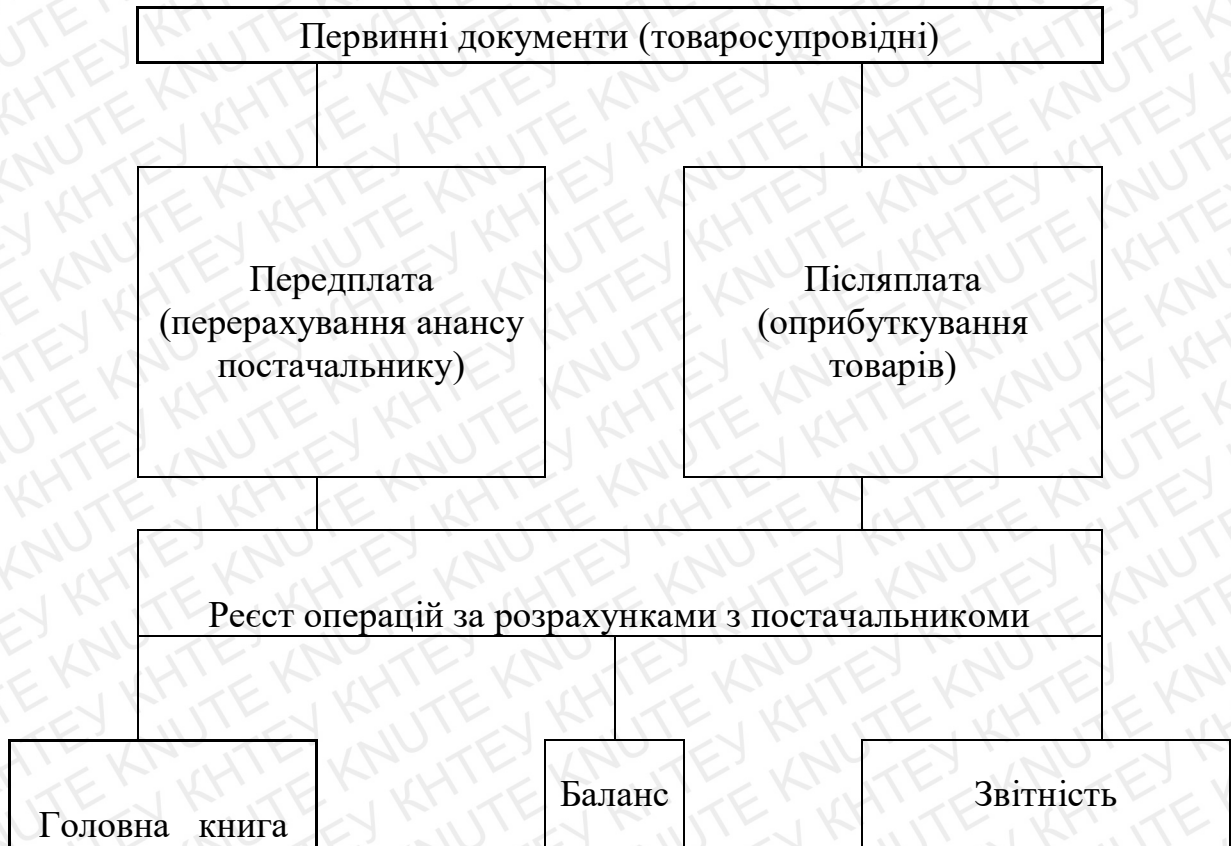 Первинні документи (товаросупровідні)
Передплата
(перерахування анансу
постачальнику)
Післяплата
(оприбуткування
товарів)
Реєст операцій за розрахунками з постачальникоми
Головна книга
Баланс
Звітність